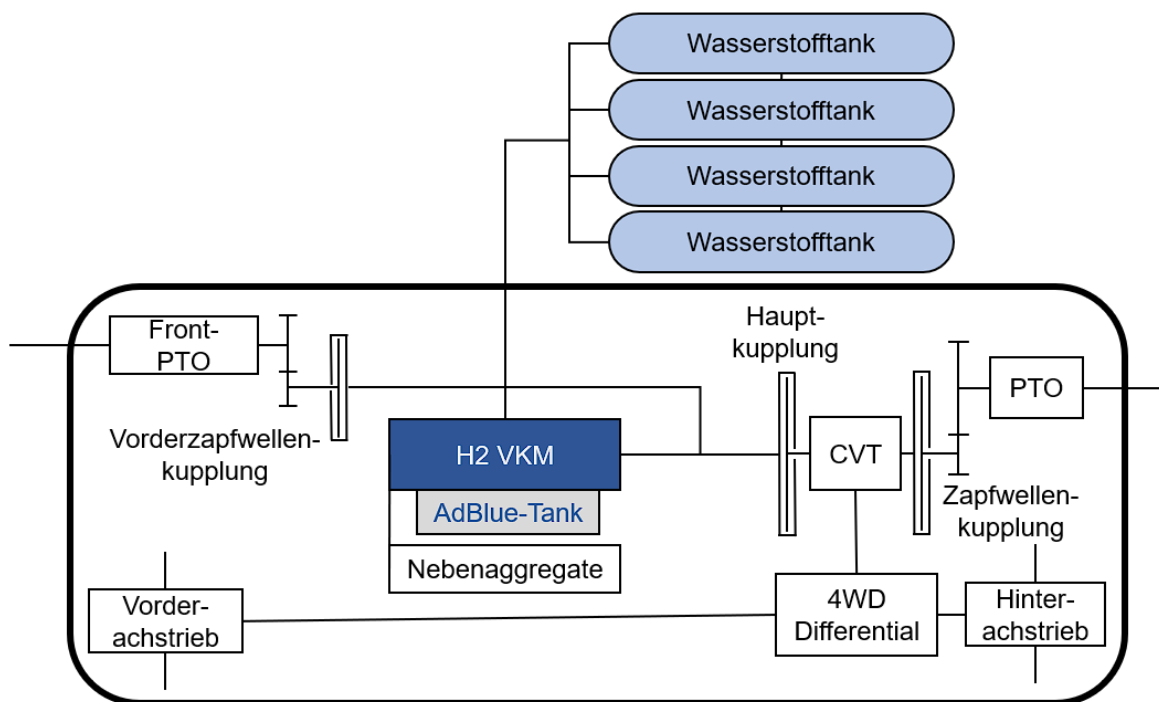 Wasserstofftank
Wasserstofftank
Wasserstofftank
Wasserstofftank
Front-
PTO
Vorderzapfwellen-
kupplung
H2 VKM
AdBlue-Tank
Nebenaggregate
Haupt-
kupplung
CVT
PTO
Zapfwellen-
kupplung
Vorder-
achstrieb
4WD
Differential
Hinter-
achstrieb